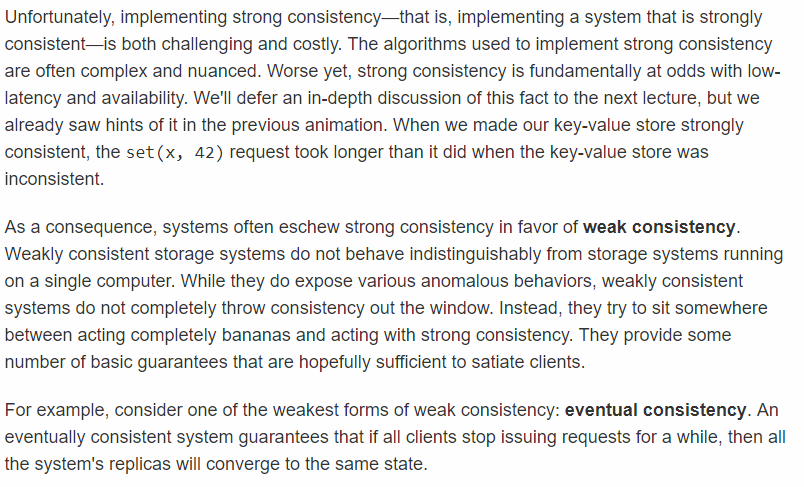 Unfortunately, implementing strong consistency—that is, implementing a system that is strongly
consistent—is both challenging and costly. The algorithms used to implement strong consistency
are often complex and nuanced. Worse yet, strong consistency is fundamentally at odds with low-
latency and availability. We'll defer an in-depth discussion of this fact to the next lecture, but we
already saw hints of it in the previous animation. When we made our key-value store strongly
consistent, the set(x, 42) request took longer than it did when the key-value store was
inconsistent.
As a consequence, systems often eschew strong consistency in favor of weak consistency.
Weakly consistent storage systems do not behave indistinguishably from storage systems running
on a single computer. While they do expose various anomalous behaviors, weakly consistent
systems do not completely throw consistency out the window. Instead, they try to sit somewhere
between acting completely bananas and acting with strong consistency. They provide some
number of basic guarantees that are hopefully sufficient to satiate clients.
For example, consider one of the weakest forms of weak consistency: eventual consistency. An
eventually consistent system guarantees that if all clients stop issuing requests for a while, then all
the system's replicas will converge to the same state.